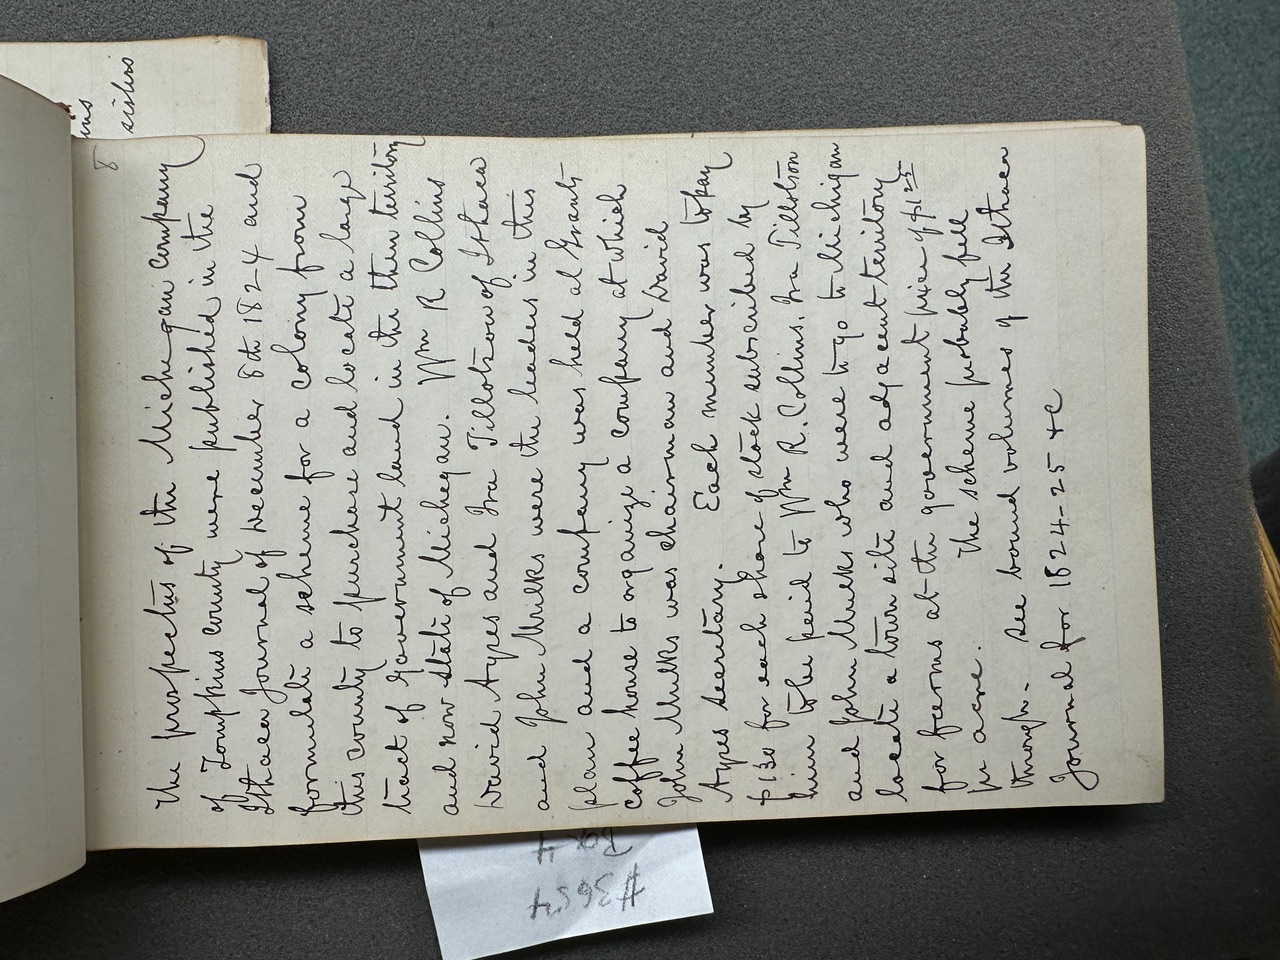 8
ins
sisters
The prospectus of the Michegan Company
of Tompkins county were published in the
Ithaca Journal of December 8th 1824 and
formulate a scheme for a colony from
this county to purchase and locate a large
tract of government land in the then territory
and now state of Michegan. Wm R Collins
David Ayres and Ira Tillotson of Ithaca
and John Mulks were the leaders in this
plan and a company was held at Grants
coffee house to organize a company at which
John Mulks was chairman and David
Ayres secretary. Each member was to pay
$130 for each share of stock subscribed by
him to be paid to Wm R. Collins, Ira Tillotson
and John Mulks who were to go to Michigan
locate a town site and adjacent territory
for farms at the government price of $1 25
pr acre. The scheme probably fell
through. See bound volumes of the Ithaca
Journal for 1824-25 &c
#3654
Box 4